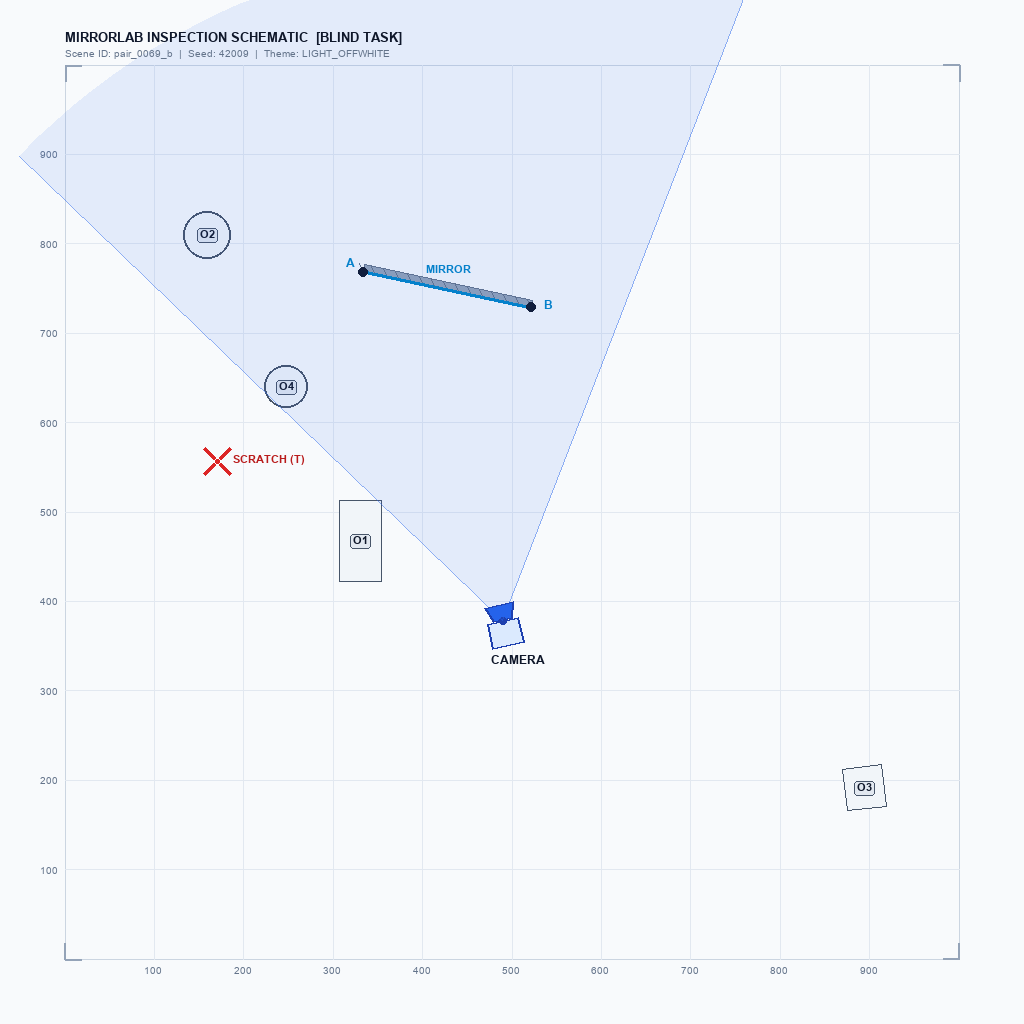 MIRRORLAB INSPECTION SCHEMATIC [BLIND TASK]
Scene ID: pair_0069_b | Seed: 42009 | Theme: LIGHT_OFFWHITE
900
O2
800
A
MIRROR
B
700
O4
600
SCRATCH (T)
500
O1
400
CAMERA
300
200
O3
100
100 200 300 400 500 600 700 800 900